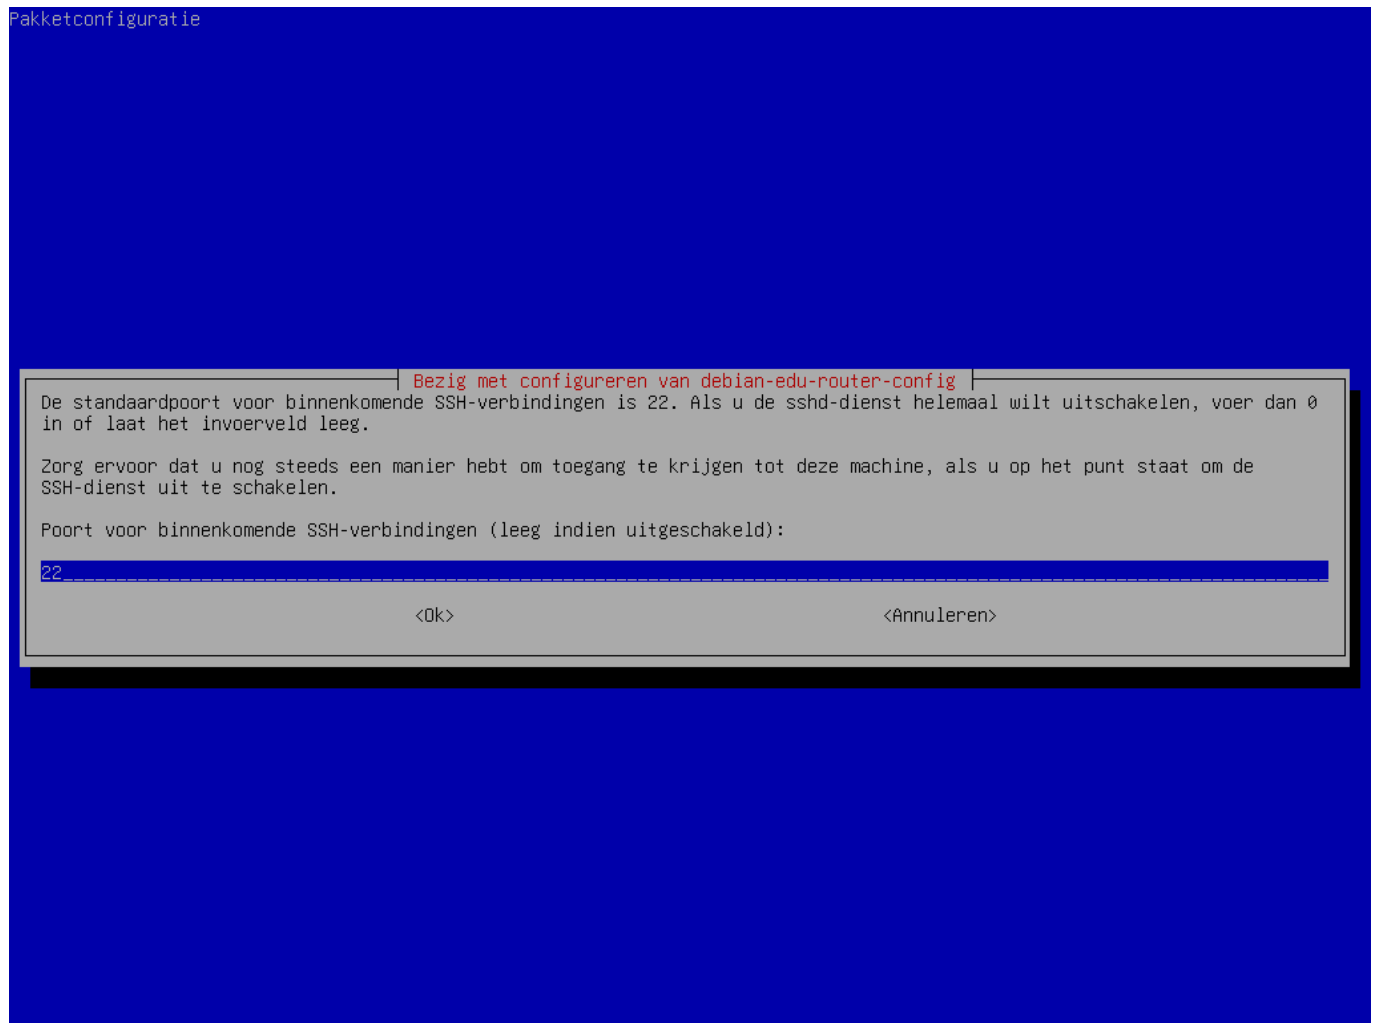 Pakketconfiguratie
Bezig met configureren van debian-edu-router-config
De standaardpoort voor binnenkomende SSH-verbindingen is 22. Als u de sshd-dienst helemaal wilt uitschakelen, voer dan 0
in of laat het invoerveld leeg.
Zorg ervoor dat u nog steeds een manier hebt om toegang te krijgen tot deze machine, als u op het punt staat om de
SSH-dienst uit te schakelen.
Poort voor binnenkomende SSH-verbindingen (leeg indien uitgeschakeld):
22
<Ok> <Annuleren>